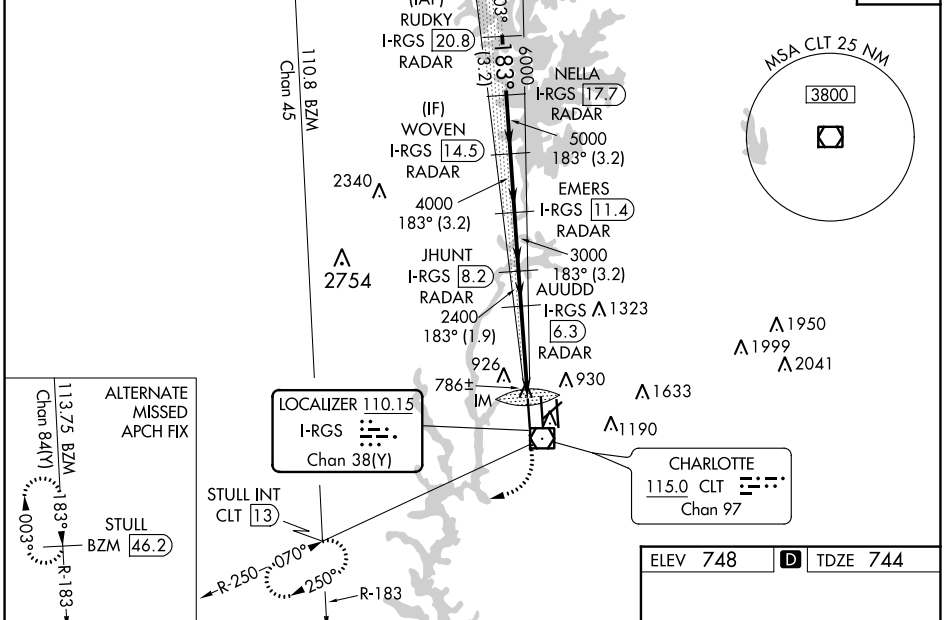 (IAF)
RUDKY
I-RGS 20.8
RADAR
(3.2)
003°
183°
6000
110.8 BZM
Chan 45
NELLA
I-RGS 17.7
RADAR
5000
183° (3.2)
(IF)
WOVEN
I-RGS 14.5
RADAR
4000
183° (3.2)
EMERS
I-RGS 11.4
RADAR
3000
183° (3.2)
JHUNT
I-RGS 8.2
RADAR
2400
183° (1.9)
AUUDD
I-RGS
6.3
RADAR
MSA CLT 25 NM
3800
2340
2754
1323
1950
1999
2041
926
930
786±
IM
1633
1190
LOCALIZER 110.15
I-RGS
Chan 38(Y)
CHARLOTTE
115.0 CLT
Chan 97
STULL INT
CLT 13
R-250
070°
250°
R-183
ALTERNATE
MISSED
APCH FIX
113.75 BZM
Chan 84(Y)
183°
003°
STULL
BZM 46.2
R-183
ELEV 748 D TDZE 744